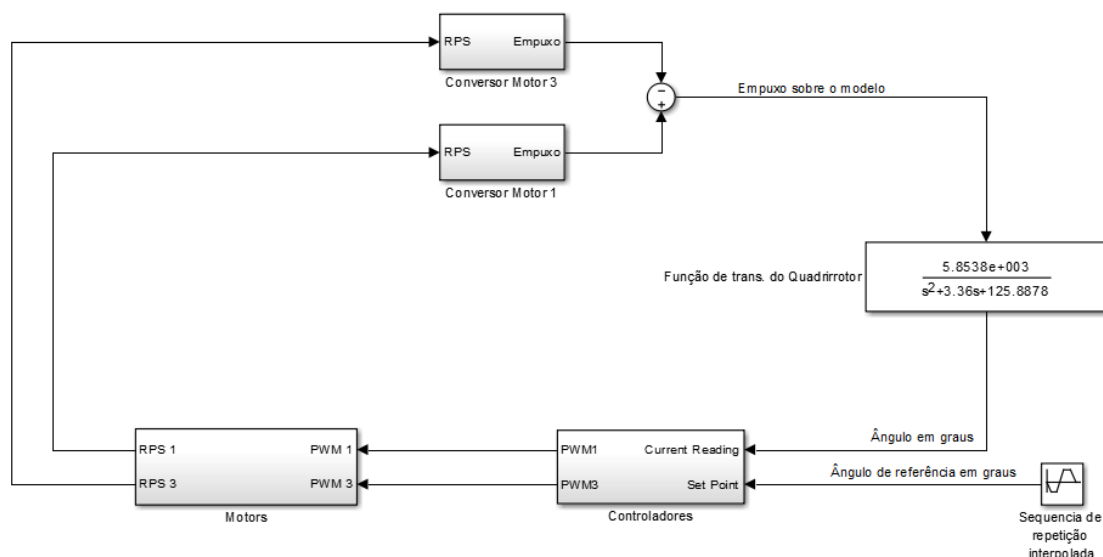 RPS
Empuxo
Conversor Motor 3
−
+
Empuxo sobre o modelo
RPS
Empuxo
Conversor Motor 1
Função de trans. do Quadrirrotor
5.8538e+003
s²+3.36s+125.8878
Ângulo em graus
RPS 1
PWM 1
PWM1
Current Reading
Ângulo de referência em graus
RPS 3
PWM 3
PWM3
Set Point
Motors
Controladores
Sequencia de
repetição
interpolada